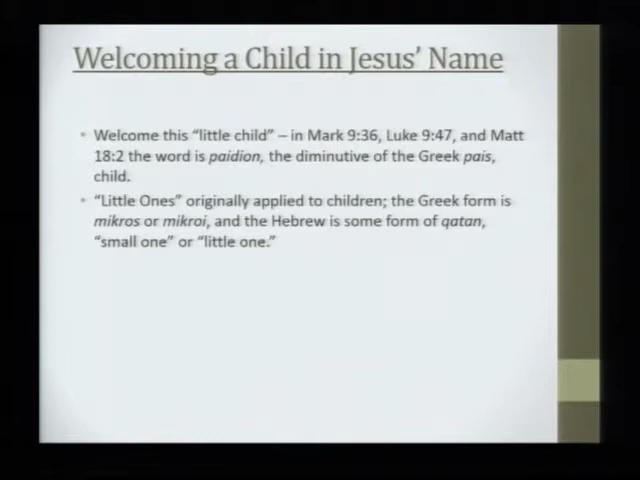 Welcoming a Child in Jesus' Name
• Welcome this "little child" – in Mark 9:36, Luke 9:47, and Matt
18:2 the word is paidion, the diminutive of the Greek pais,
child.
• "Little Ones" originally applied to children; the Greek form is
mikros or mikroi, and the Hebrew is some form of qatan,
"small one" or "little one."